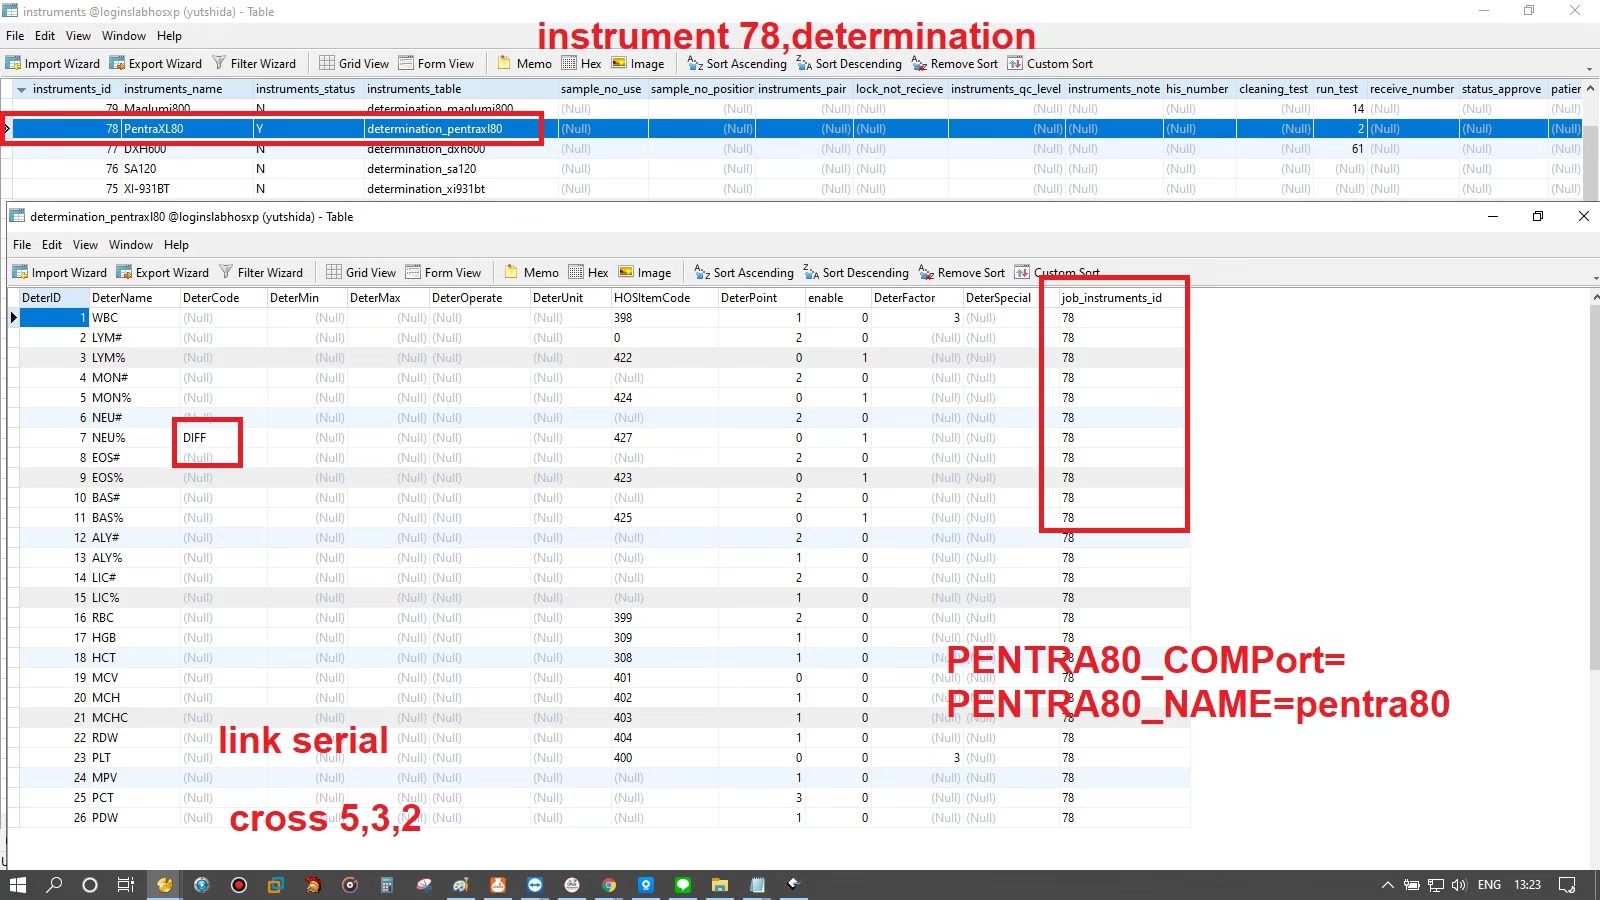 instruments @loginslabhosxp (yutshida) - Table
File Edit View Window Help
instrument 78,determination
Import Wizard Export Wizard Filter Wizard Grid View Form View Memo Hex Image Sort Ascending Sort Descending Remove Sort Custom Sort
instruments_id instruments_name instruments_status instruments_table sample_no_use sample_no_position instruments_pair lock_not_recieve instruments_qc_level instruments_note his_number cleaning_test run_test receive_number status_approve patien
79 Maglumi800 N determination_maglumi800 (Null) (Null) (Null) (Null) (Null) (Null) (Null) (Null) 14 (Null) (Null) (Null)
78 PentraXL80 Y determination_pentraxl80 (Null) (Null) (Null) (Null) (Null) (Null) (Null) (Null) 2 (Null) (Null) (Null)
77 DXH600 N determination_dxh600 (Null) (Null) (Null) (Null) (Null) (Null) (Null) (Null) 61 (Null) (Null) (Null)
76 SA120 N determination_sa120 (Null) (Null) (Null) (Null) (Null) (Null) (Null) (Null) (Null) (Null) (Null) (Null)
75 XI-931BT N determination_xi931bt (Null) (Null) (Null) (Null) (Null) (Null) (Null) (Null) (Null) (Null) (Null) (Null)
determination_pentraxl80 @loginslabhosxp (yutshida) - Table
File Edit View Window Help
Import Wizard Export Wizard Filter Wizard Grid View Form View Memo Hex Image Sort Ascending Sort Descending Remove Sort Custom Sort
DeterID DeterName DeterCode DeterMin DeterMax DeterOperate DeterUnit HOSItemCode DeterPoint enable DeterFactor DeterSpecial job_instruments_id
1 WBC (Null) (Null) (Null) (Null) (Null) 398 1 0 3 (Null) 78
2 LYM# (Null) (Null) (Null) (Null) (Null) 0 2 0 (Null) (Null) 78
3 LYM% (Null) (Null) (Null) (Null) (Null) 422 0 1 (Null) (Null) 78
4 MON# (Null) (Null) (Null) (Null) (Null) (Null) 2 0 (Null) (Null) 78
5 MON% (Null) (Null) (Null) (Null) (Null) 424 0 1 (Null) (Null) 78
6 NEU# (Null) (Null) (Null) (Null) (Null) (Null) 2 0 (Null) (Null) 78
7 NEU% DIFF (Null) (Null) (Null) (Null) 427 0 1 (Null) (Null) 78
8 EOS# (Null) (Null) (Null) (Null) (Null) (Null) 2 0 (Null) (Null) 78
9 EOS% (Null) (Null) (Null) (Null) (Null) 423 0 1 (Null) (Null) 78
10 BAS# (Null) (Null) (Null) (Null) (Null) (Null) 2 0 (Null) (Null) 78
11 BAS% (Null) (Null) (Null) (Null) (Null) 425 0 1 (Null) (Null) 78
12 ALY# (Null) (Null) (Null) (Null) (Null) (Null) 2 0 (Null) (Null) 78
13 ALY% (Null) (Null) (Null) (Null) (Null) (Null) 1 0 (Null) (Null) 78
14 LIC# (Null) (Null) (Null) (Null) (Null) (Null) 2 0 (Null) (Null) 78
15 LIC% (Null) (Null) (Null) (Null) (Null) (Null) 1 0 (Null) (Null) 78
16 RBC (Null) (Null) (Null) (Null) (Null) 399 2 0 (Null) (Null) 78
17 HGB (Null) (Null) (Null) (Null) (Null) 309 1 0 (Null) (Null) 78
18 HCT (Null) (Null) (Null) (Null) (Null) 308 1 0 (Null) (Null) 78
PENTRA80_COMPort=
19 MCV (Null) (Null) (Null) (Null) (Null) 401 0 0 (Null) (Null) 78
20 MCH (Null) (Null) (Null) (Null) (Null) 402 1 0 (Null) (Null) 78
PENTRA80_NAME=pentra80
21 MCHC (Null) (Null) (Null) (Null) (Null) 403 1 0 (Null) (Null) 78
22 RDW (Null) (Null) (Null) (Null) (Null) 404 1 0 (Null) (Null) 78
link serial
23 PLT (Null) (Null) (Null) (Null) (Null) 400 0 0 3 (Null) 78
24 MPV (Null) (Null) (Null) (Null) (Null) (Null) 1 0 (Null) (Null) 78
25 PCT (Null) (Null) (Null) (Null) (Null) (Null) 3 0 (Null) (Null) 78
26 PDW (Null) (Null) (Null) (Null) (Null) (Null) 1 0 (Null) (Null) 78
cross 5,3,2
ENG 13:23